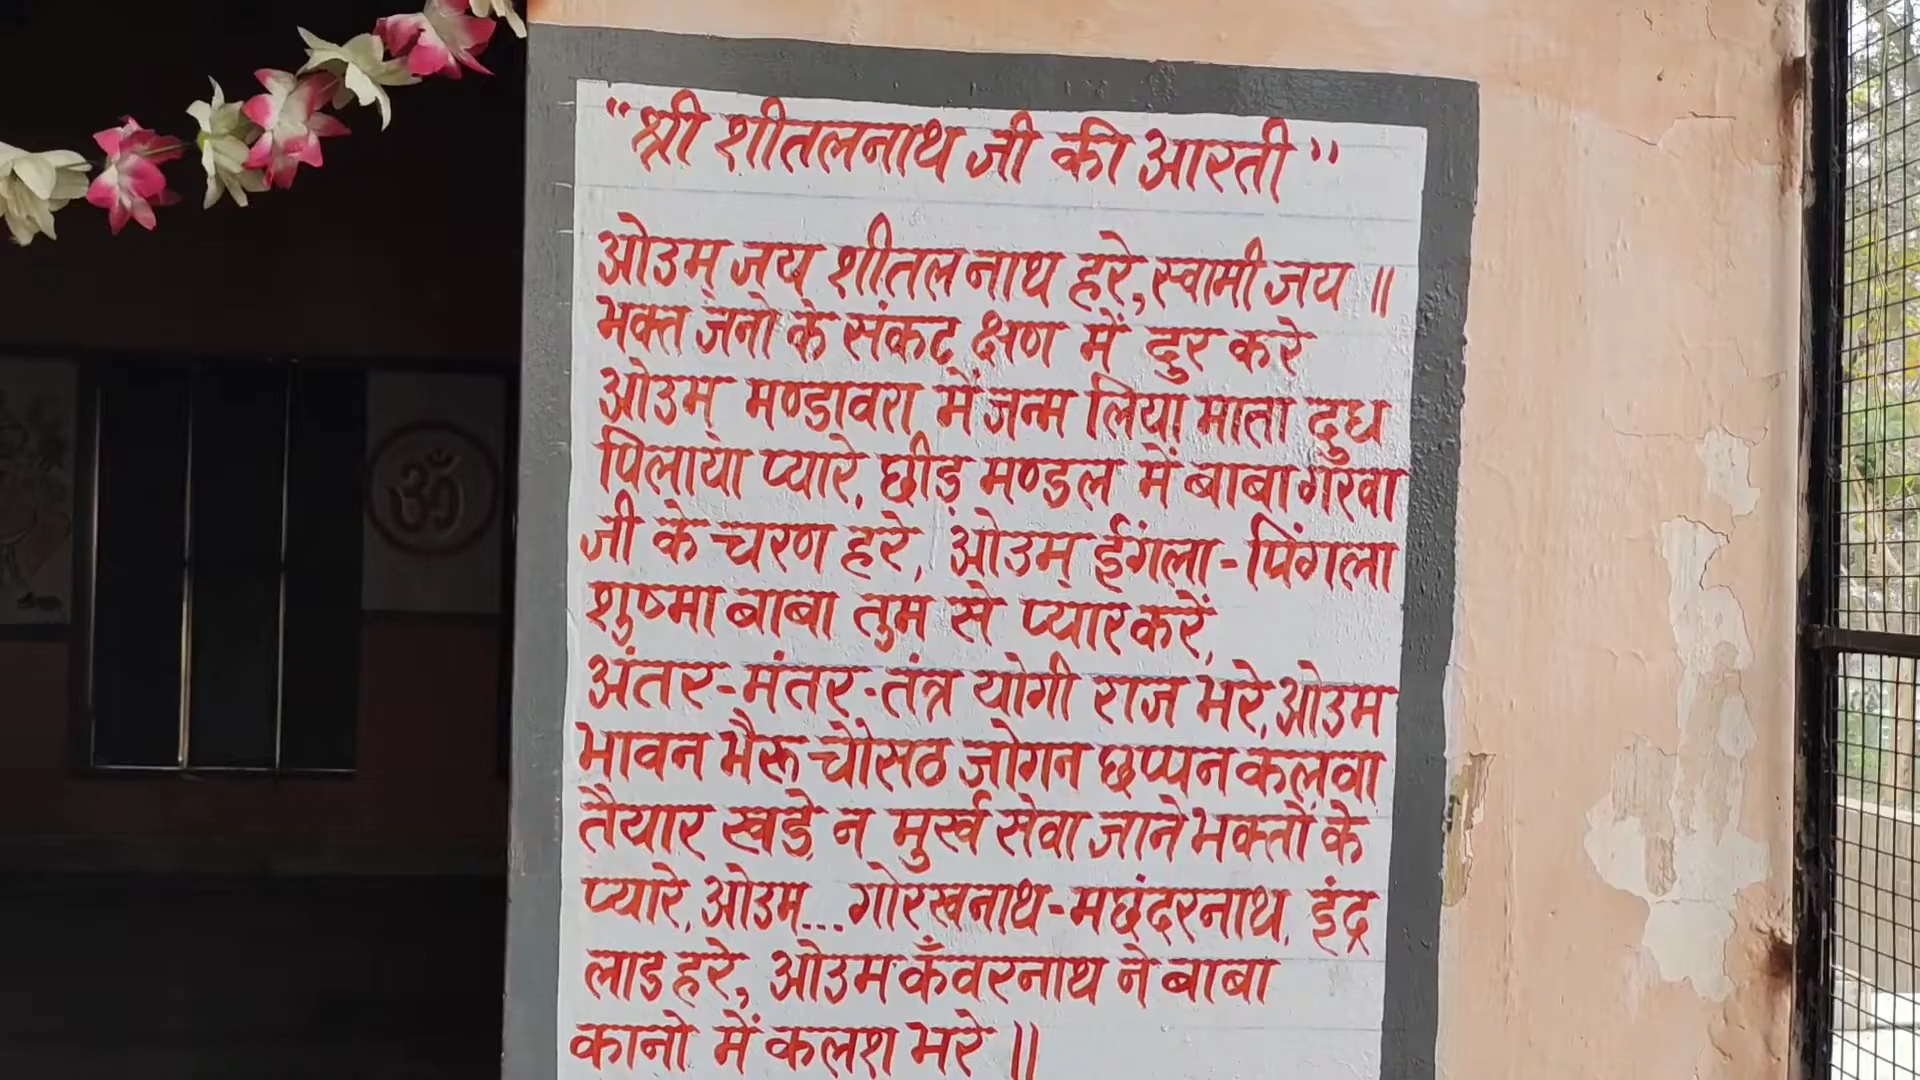 "श्री शीतलनाथ जी की आरती"
ओउम् जय शीतल नाथ हरे, स्वामी जय ॥
भक्त जनो के संकट क्षण में दुर करे
ओउम् मण्डावरा में जन्म लिया माता दुध
पिलाया प्यारे, छीड़ मण्डल में बाबा गरवा
जी के चरण हरे, ओउम् ईंगला - पिंगला
शुष्मा बाबा तुम से प्यार करें,
अंतर-मंतर-तंत्र योगी राज भरे, ओउम
भावन भैरू चौसठ जोगन छप्पन कलवा
तैयार खडे न मुर्ख सेवा जाने भक्तों के
प्यारे, ओउम्... गोरखनाथ-मछंदरनाथ, इंद्र
लाड हरे, ओउम कँवरनाथ ने बाबा
कानो में कलश भरे ॥
ॐ